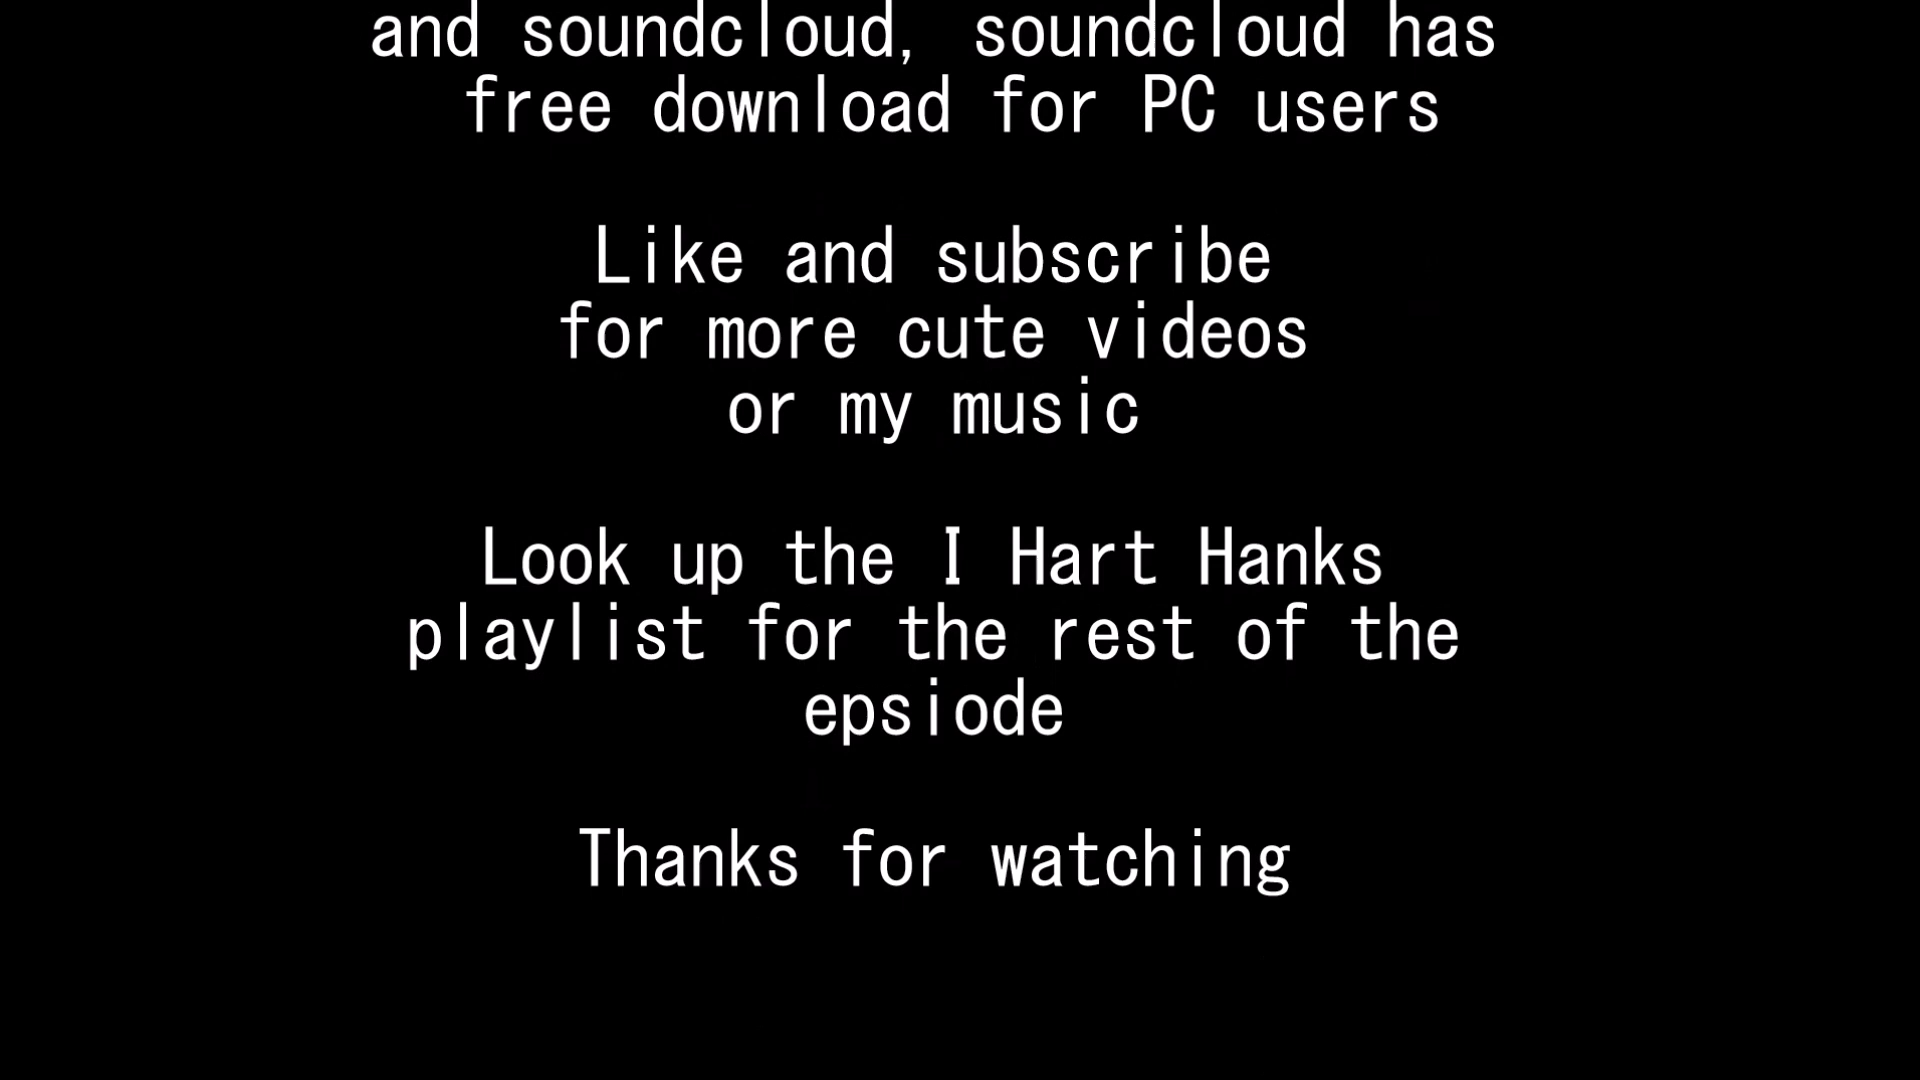 and soundcloud, soundcloud has
free download for PC users
Like and subscribe
for more cute videos
or my music
Look up the I Hart Hanks
playlist for the rest of the
epsiode
Thanks for watching